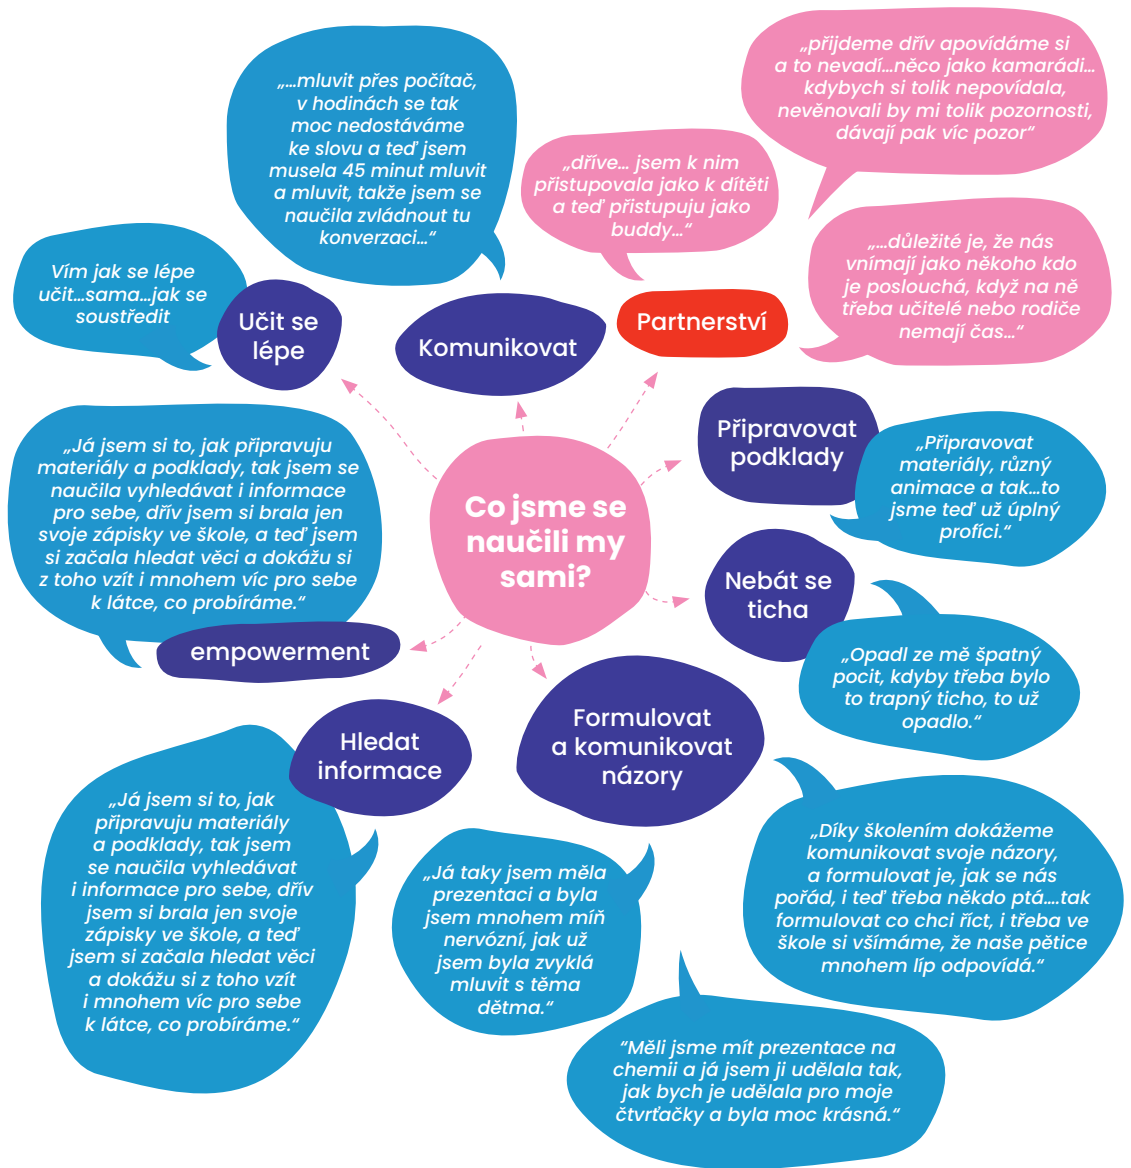 „...mluvit přes počítač,
v hodinách se tak
moc nedostáváme
ke slovu a teď jsem
musela 45 minut mluvit
a mluvit, takže jsem se
naučila zvládnout tu
konverzaci...“
„přijdeme dřív apovídáme si
a to nevadí...něco jako kamarádi...
kdybych si tolik nepovídala,
nevěnovali by mi tolik pozornosti,
dávají pak víc pozor“
„dříve... jsem k nim
přistupovala jako k dítěti
a teď přistupuju jako
buddy...“
„...důležité je, že nás
vnímají jako někoho kdo
je poslouchá, když na ně
třeba učitelé nebo rodiče
nemají čas...“
Vím jak se lépe
učit...sama...jak se
soustředit
Učit se
lépe
Komunikovat
Partnerství
Připravovat
podklady
„Připravovat
materiály, různý
animace a tak...to
jsme teď už úplný
profíci.“
„Já jsem si to, jak připravuju
materiály a podklady, tak jsem se
naučila vyhledávat i informace
pro sebe, dřív jsem si brala jen
svoje zápisky ve škole, a teď jsem
si začala hledat věci a dokážu si
z toho vzít i mnohem víc pro sebe
k látce, co probíráme.“
Co jsme se
naučili my
sami?
Nebát se
ticha
empowerment
„Opadl ze mě špatný
pocit, kdyby třeba bylo
to trapný ticho, to už
opadlo.“
Hledat
informace
Formulovat
a komunikovat
názory
„Já jsem si to, jak
připravuju materiály
a podklady, tak jsem
se naučila vyhledávat
i informace pro sebe, dřív
jsem si brala jen svoje
zápisky ve škole, a teď
jsem si začala hledat věci
a dokážu si z toho vzít
i mnohem víc pro sebe
k látce, co probíráme.“
„Já taky jsem měla
prezentaci a byla
jsem mnohem míň
nervózní, jak už
jsem byla zvyklá
mluvit s těma
dětma.“
„Díky školením dokážeme
komunikovat svoje názory,
a formulovat je, jak se nás
pořád, i teď třeba někdo ptá....tak
formulovat co chci říct, i třeba ve
škole si všímáme, že naše pětice
mnohem líp odpovídá.“
“Měli jsme mít prezentace na
chemii a já jsem ji udělala tak,
jak bych je udělala pro moje
čtvrťačky a byla moc krásná.“